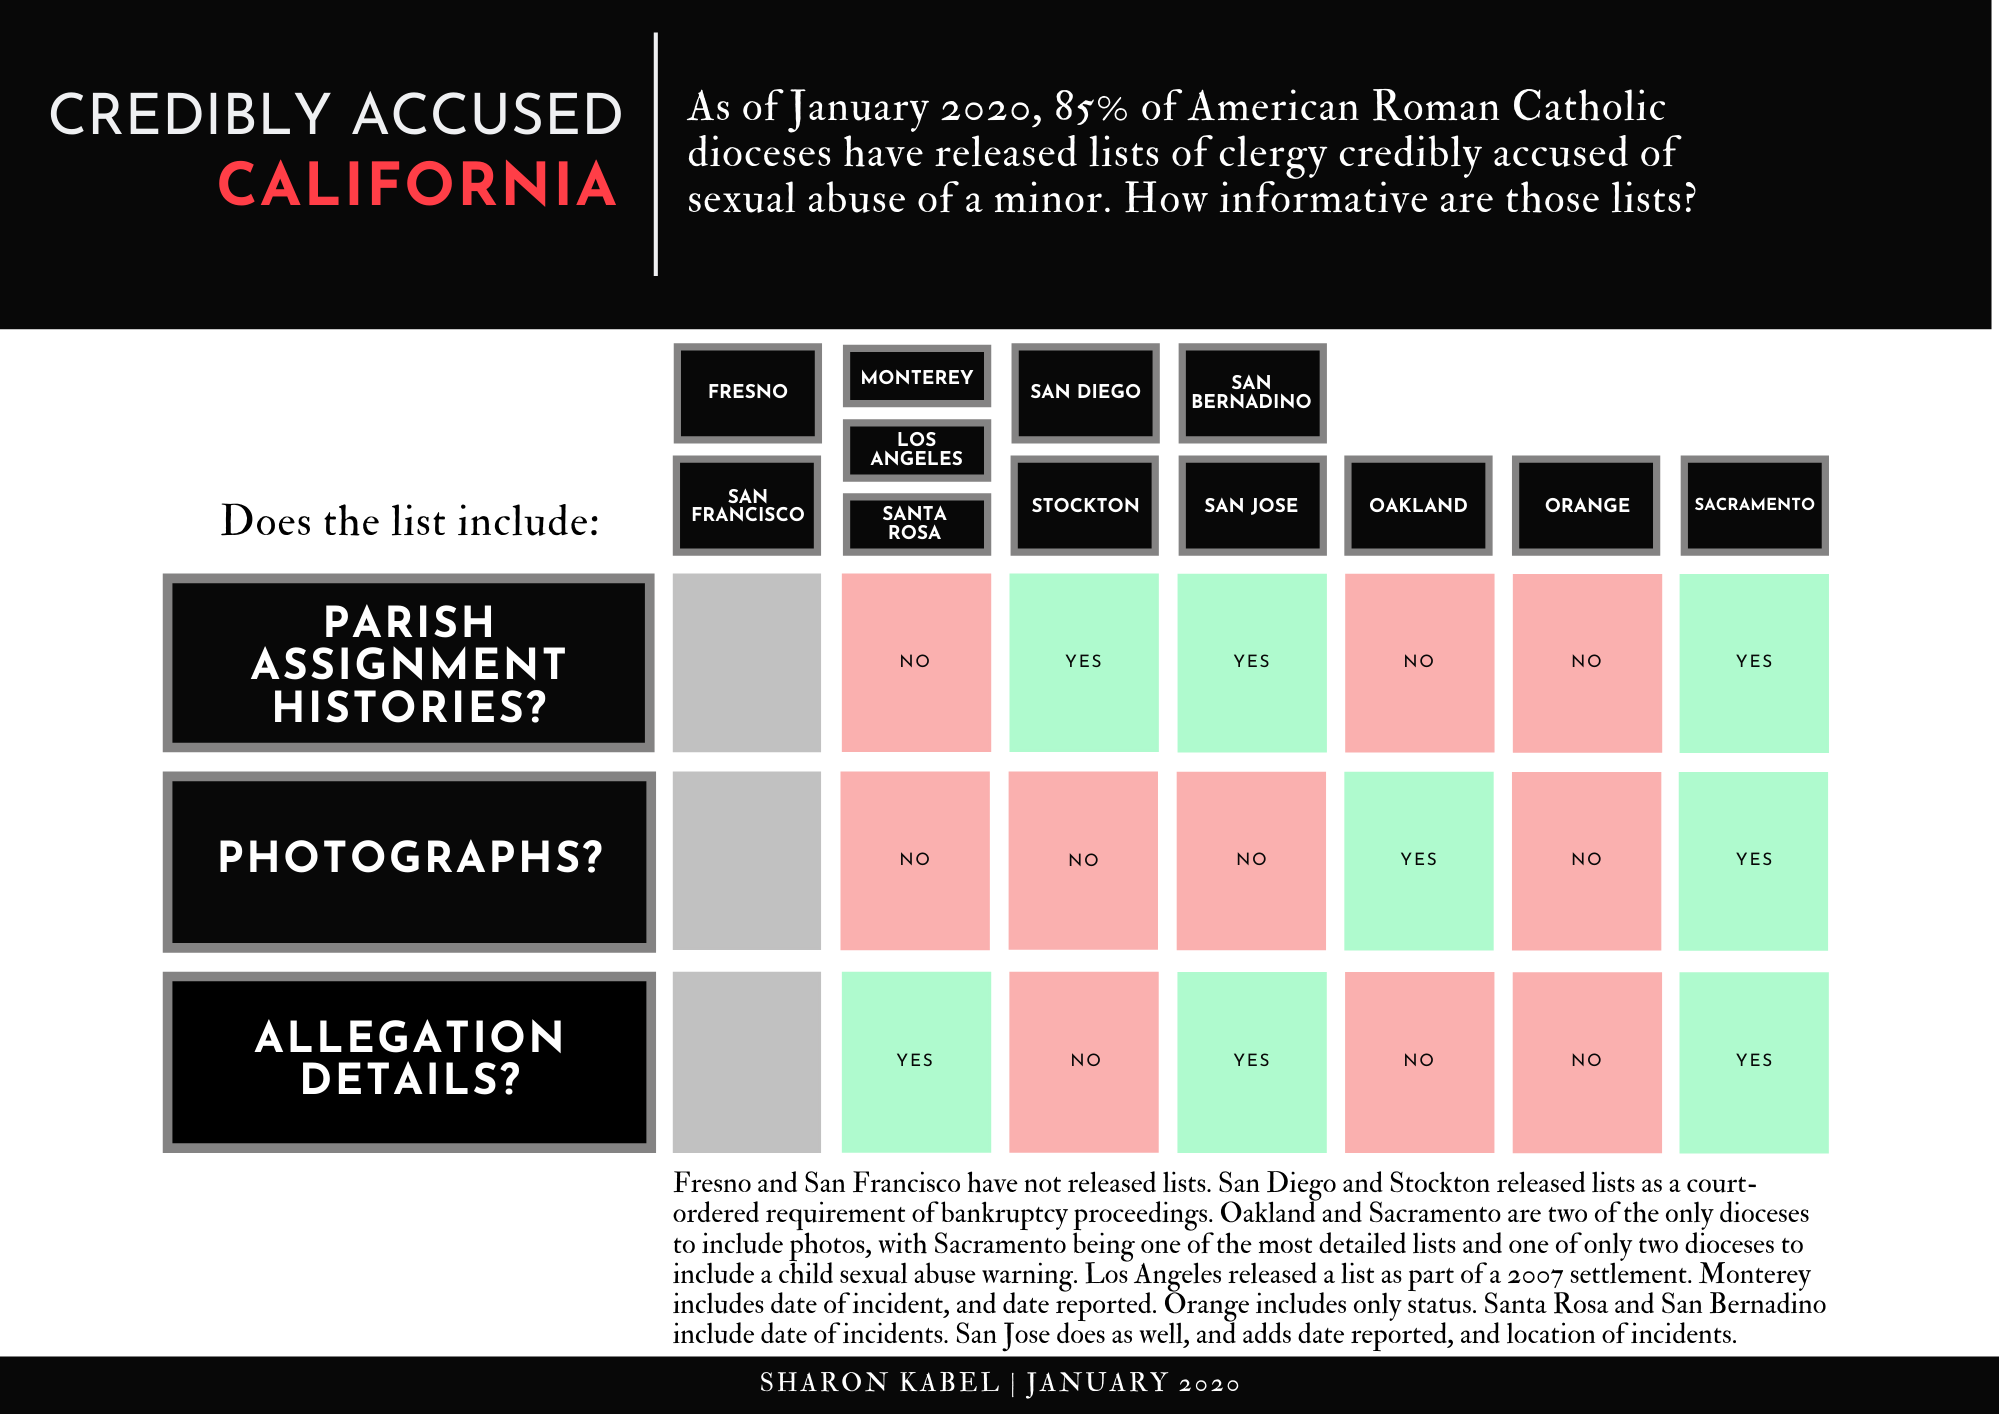 CREDIBLY ACCUSED
CALIFORNIA
As of January 2020, 85% of American Roman Catholic
dioceses have released lists of clergy credibly accused of
sexual abuse of a minor. How informative are those lists?
FRESNO
MONTEREY
SAN DIEGO
SAN
BERNADINO
LOS
ANGELES
SAN
FRANCISCO
SANTA
ROSA
STOCKTON
SAN JOSE
OAKLAND
ORANGE
SACRAMENTO
Does the list include:
PARISH
ASSIGNMENT
HISTORIES?
NO
YES
YES
NO
NO
YES
PHOTOGRAPHS?
NO
NO
NO
YES
NO
YES
ALLEGATION
DETAILS?
YES
NO
YES
NO
NO
YES
Fresno and San Francisco have not released lists. San Diego and Stockton released lists as a court-
ordered requirement of bankruptcy proceedings. Oakland and Sacramento are two of the only dioceses
to include photos, with Sacramento being one of the most detailed lists and one of only two dioceses to
include a child sexual abuse warning. Los Angeles released a list as part of a 2007 settlement. Monterey
includes date of incident, and date reported. Orange includes only status. Santa Rosa and San Bernadino
include date of incidents. San Jose does as well, and adds date reported, and location of incidents.
SHARON KABEL | JANUARY 2020